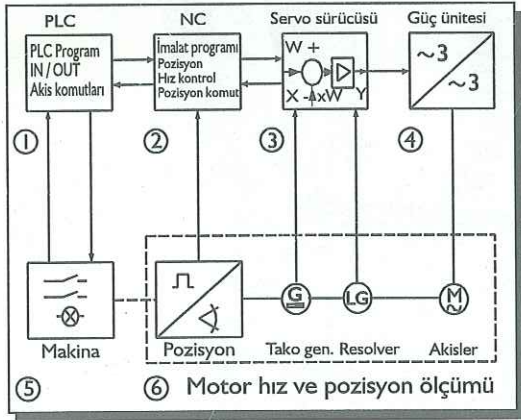 PLC
NC
Servo sürücüsü
Güç ünitesi
PLC Program
IN / OUT
Akis komutları
İmalat programı
Pozisyon
Hız kontrol
Pozisyon komut
W +
X - xW Y
~3
~3
①
②
③
④
G
LG
M
~
Makina
Pozisyon
Tako gen.
Resolver
Akisler
⑤
⑥ Motor hız ve pozisyon ölçümü